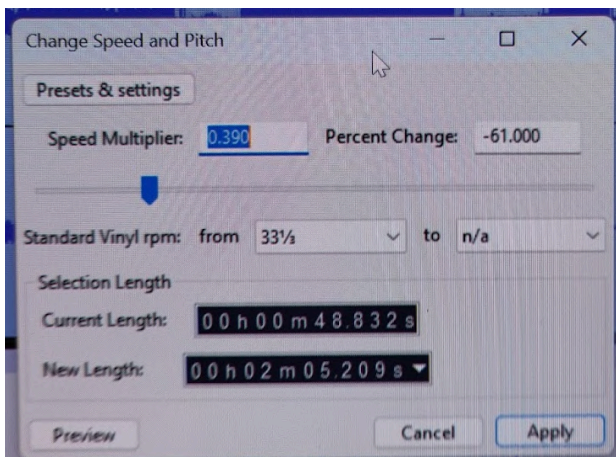 Change Speed and Pitch
Presets & settings
Speed Multiplier: 0.390 Percent Change: -61.000
Standard Vinyl rpm: from 33⅓ to n/a
Selection Length
Current Length: 00h00m48.832s
New Length: 00h02m05.209s
Preview Cancel Apply